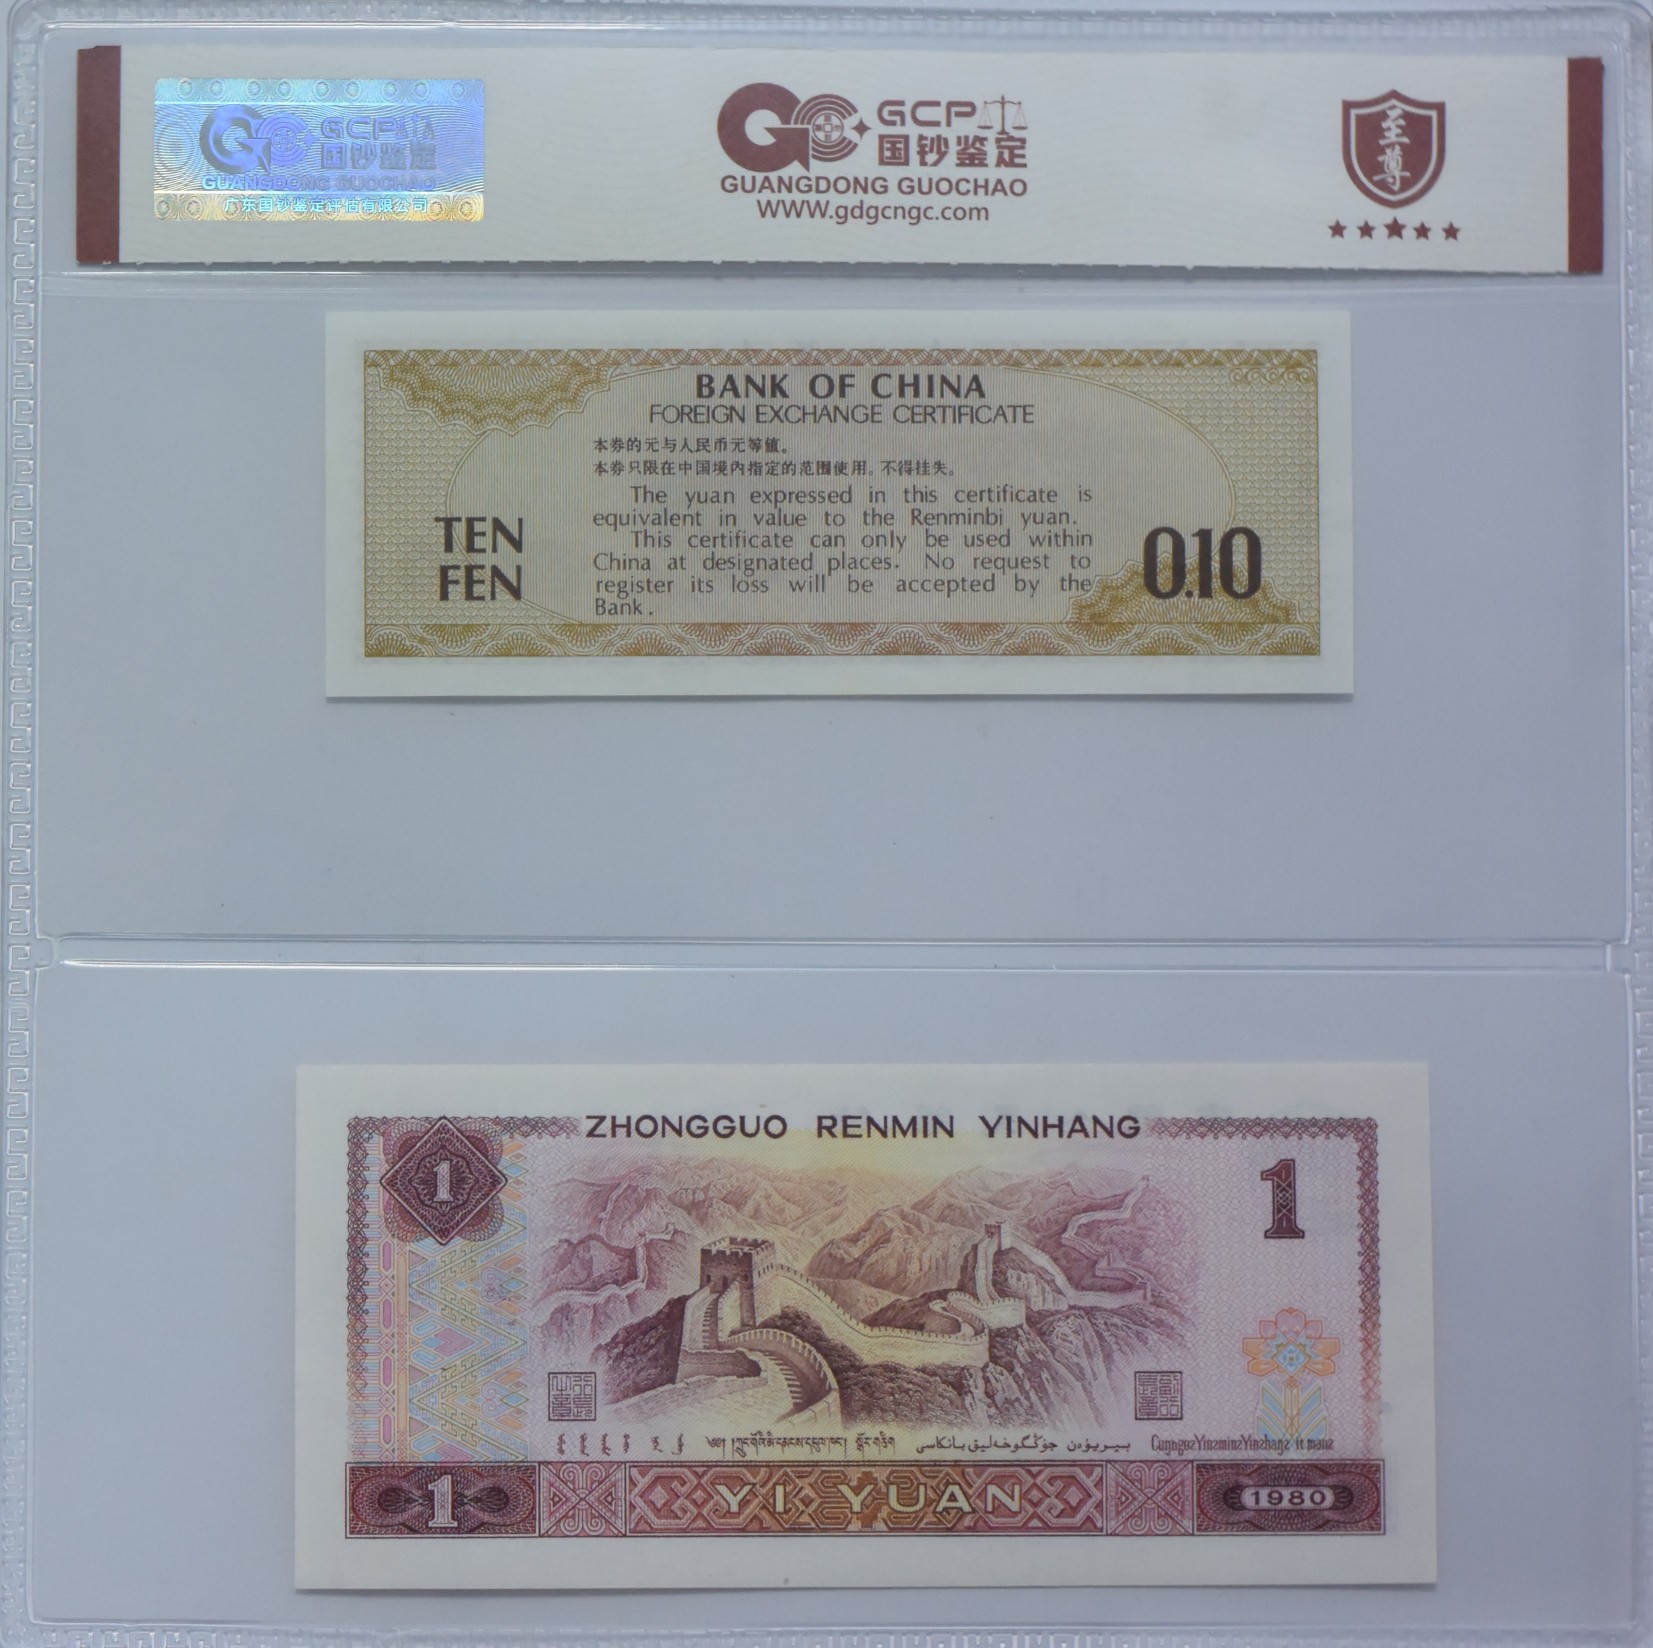 GCP
国钞鉴定
GUANGDONG GUOCHAO
广东国钞鉴定评估有限公司
GCP
国钞鉴定
GUANGDONG GUOCHAO
WWW.gdgcngc.com
至尊
BANK OF CHINA
FOREIGN EXCHANGE CERTIFICATE
本券的元与人民币元等值。
本券只限在中国境内指定的范围使用。不得挂失。
The yuan expressed in this certificate is
equivalent in value to the Renminbi yuan.
This certificate can only be used within
China at designated places. No request to
register its loss will be accepted by the
Bank.
TEN
FEN
0.10
ZHONGGUO RENMIN YINHANG
1
1
جۇڭگو خەلىق بانكاسى بىر يۈەن
1
YI YUAN
1980